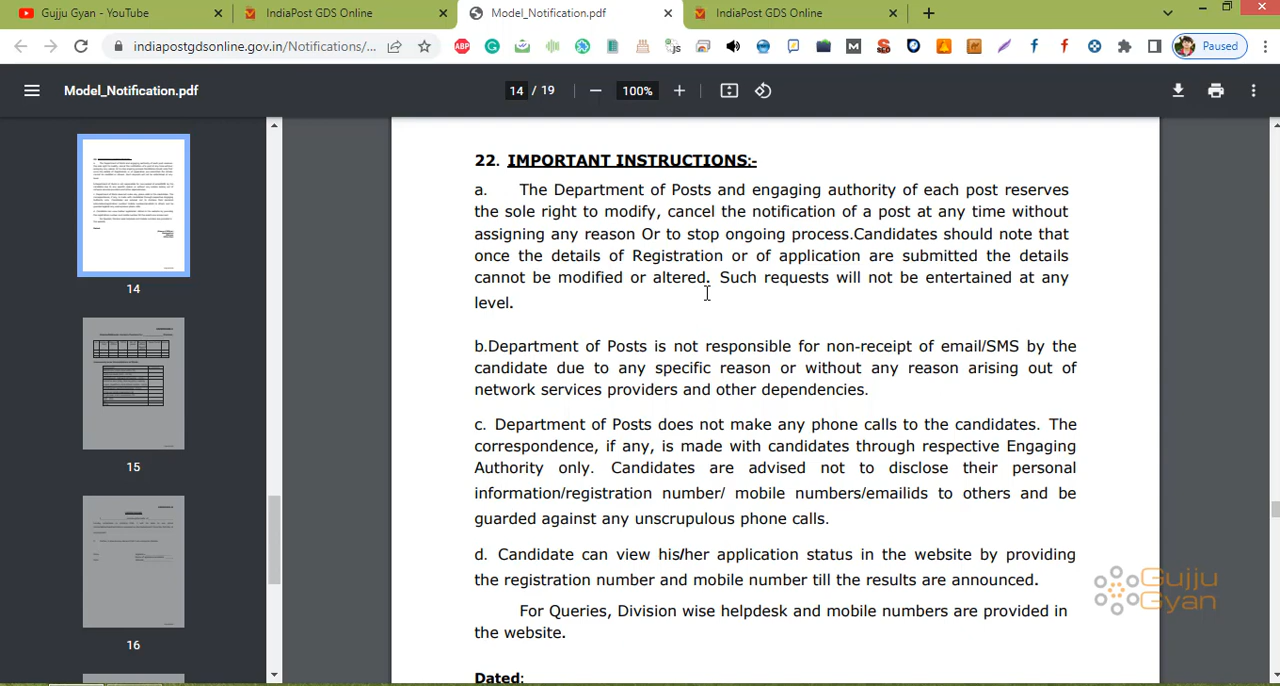 Gujju Gyan - YouTube
IndiaPost GDS Online
Model_Notification.pdf
IndiaPost GDS Online
indiapostgdsonline.gov.in/Notifications/...
Paused
Model_Notification.pdf
14 / 19
100%
14
15
16
22. IMPORTANT INSTRUCTIONS:-
a. The Department of Posts and engaging authority of each post reserves
the sole right to modify, cancel the notification of a post at any time without
assigning any reason Or to stop ongoing process.Candidates should note that
once the details of Registration or of application are submitted the details
cannot be modified or altered. Such requests will not be entertained at any
level.
b.Department of Posts is not responsible for non-receipt of email/SMS by the
candidate due to any specific reason or without any reason arising out of
network services providers and other dependencies.
c. Department of Posts does not make any phone calls to the candidates. The
correspondence, if any, is made with candidates through respective Engaging
Authority only. Candidates are advised not to disclose their personal
information/registration number/ mobile numbers/emailids to others and be
guarded against any unscrupulous phone calls.
d. Candidate can view his/her application status in the website by providing
the registration number and mobile number till the results are announced.
For Queries, Division wise helpdesk and mobile numbers are provided in
the website.
Dated:
Gujju
Gyan